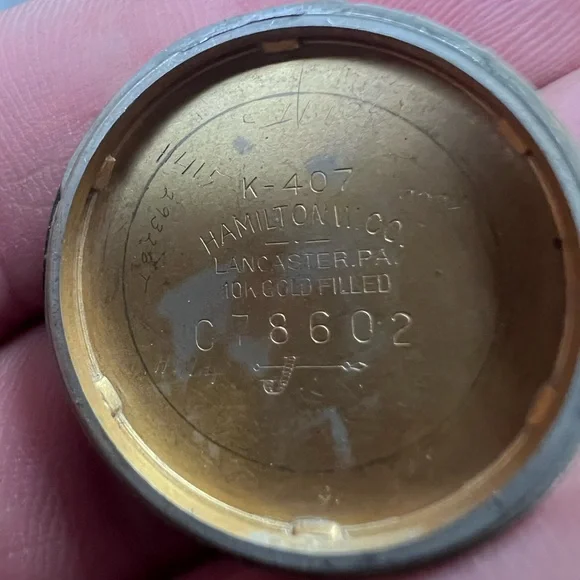 K-407
HAMILTON W. CO.
LANCASTER, PA.
10K GOLD FILLED
C78602